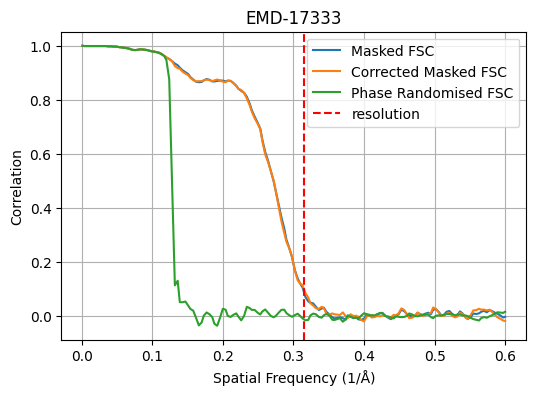 EMD-17333
Masked FSC
Corrected Masked FSC
Phase Randomised FSC
resolution
Correlation
1.0
0.8
0.6
0.4
0.2
0.0
0.0 0.1 0.2 0.3 0.4 0.5 0.6
Spatial Frequency (1/Å)